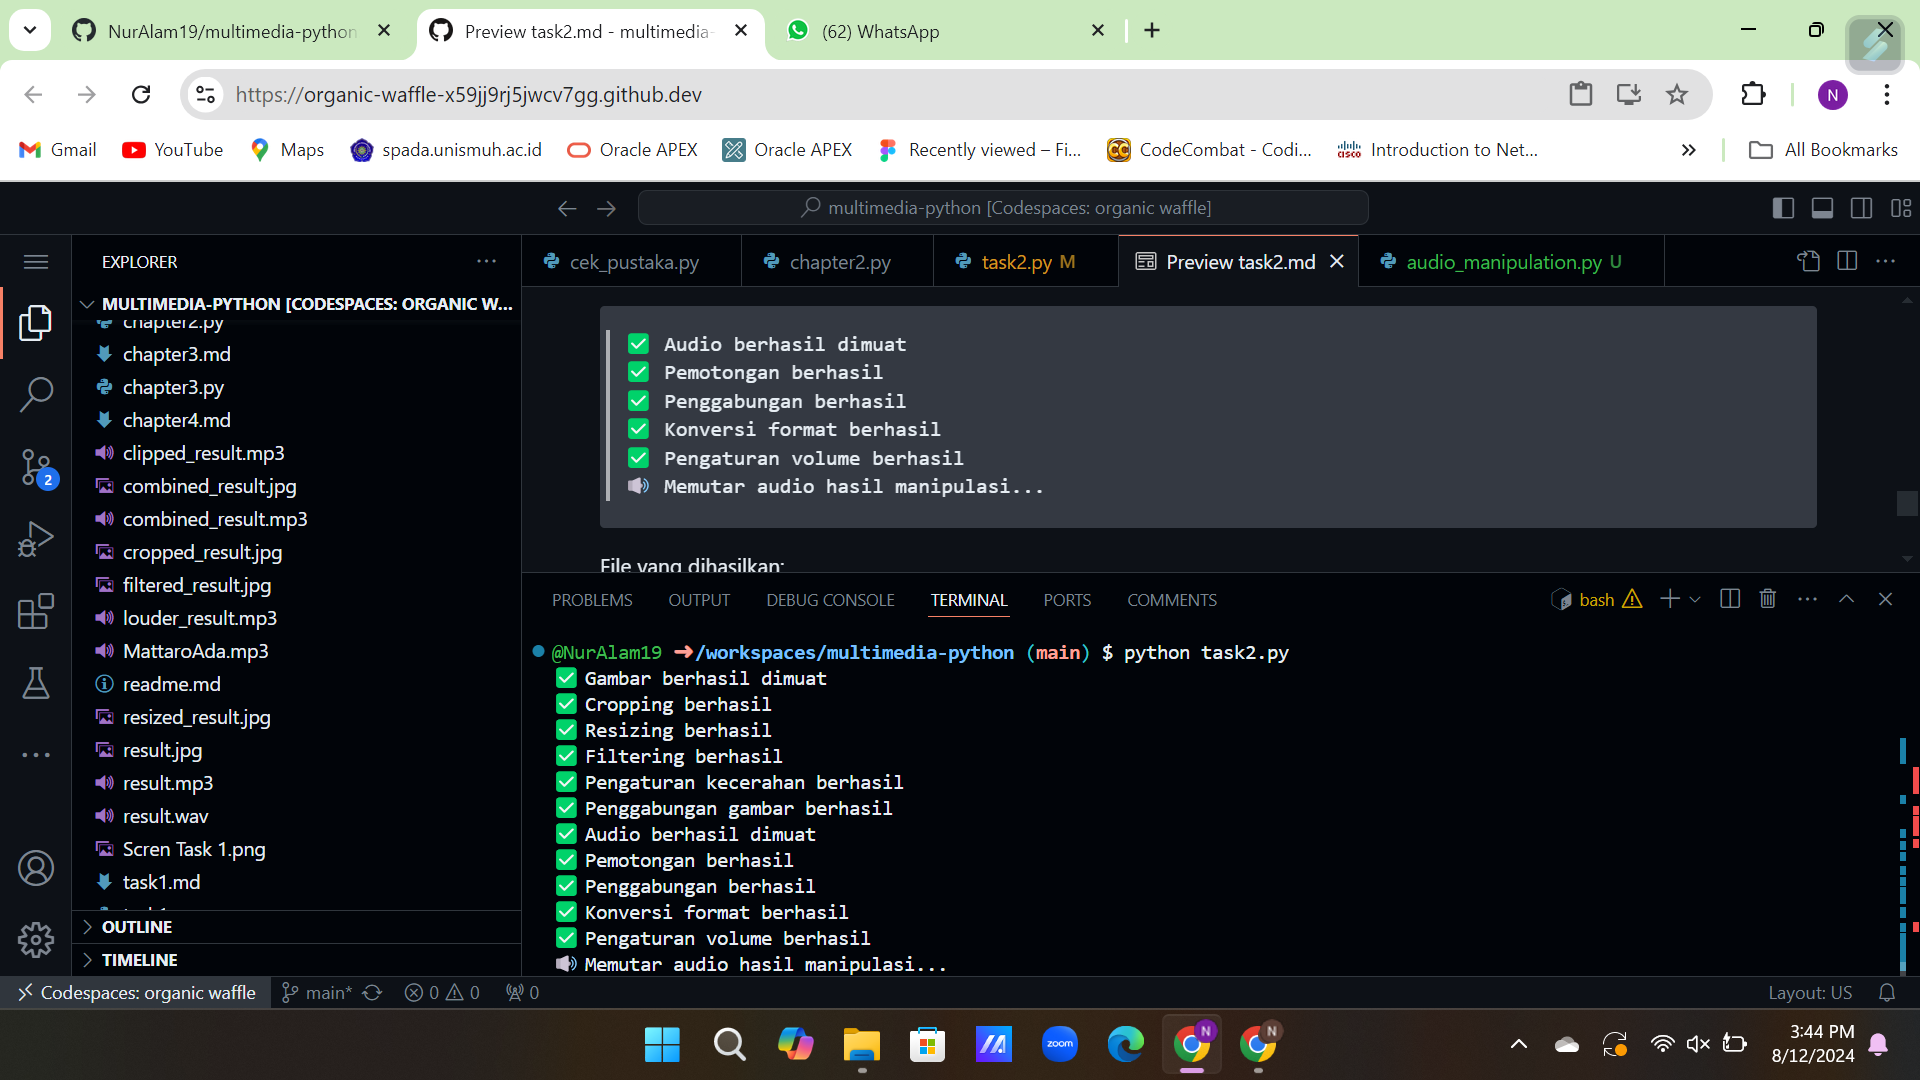 NurAlam19/multimedia-python
Preview task2.md - multimedia-
(62) WhatsApp
https://organic-waffle-x59jj9rj5jwcv7gg.github.dev
N
Gmail
YouTube
Maps
spada.unismuh.ac.id
Oracle APEX
Oracle APEX
Recently viewed – Fi...
CodeCombat - Codi...
Introduction to Net...
All Bookmarks
multimedia-python [Codespaces: organic waffle]
EXPLORER
cek_pustaka.py
chapter2.py
task2.py M
Preview task2.md
audio_manipulation.py U
MULTIMEDIA-PYTHON [CODESPACES: ORGANIC W...
chapter2.py
chapter3.md
chapter3.py
chapter4.md
clipped_result.mp3
combined_result.jpg
combined_result.mp3
cropped_result.jpg
filtered_result.jpg
louder_result.mp3
MattaroAda.mp3
readme.md
resized_result.jpg
result.jpg
result.mp3
result.wav
Scren Task 1.png
task1.md
OUTLINE
TIMELINE
2
✅ Audio berhasil dimuat
✅ Pemotongan berhasil
✅ Penggabungan berhasil
✅ Konversi format berhasil
✅ Pengaturan volume berhasil
🔊 Memutar audio hasil manipulasi...
File yang dihasilkan:
PROBLEMS
OUTPUT
DEBUG CONSOLE
TERMINAL
PORTS
COMMENTS
bash
@NurAlam19 ➜/workspaces/multimedia-python (main) $ python task2.py
✅ Gambar berhasil dimuat
✅ Cropping berhasil
✅ Resizing berhasil
✅ Filtering berhasil
✅ Pengaturan kecerahan berhasil
✅ Penggabungan gambar berhasil
✅ Audio berhasil dimuat
✅ Pemotongan berhasil
✅ Penggabungan berhasil
✅ Konversi format berhasil
✅ Pengaturan volume berhasil
🔊 Memutar audio hasil manipulasi...
Codespaces: organic waffle
main*
0
0
0
Layout: US
zoom
N
N
3:44 PM
8/12/2024